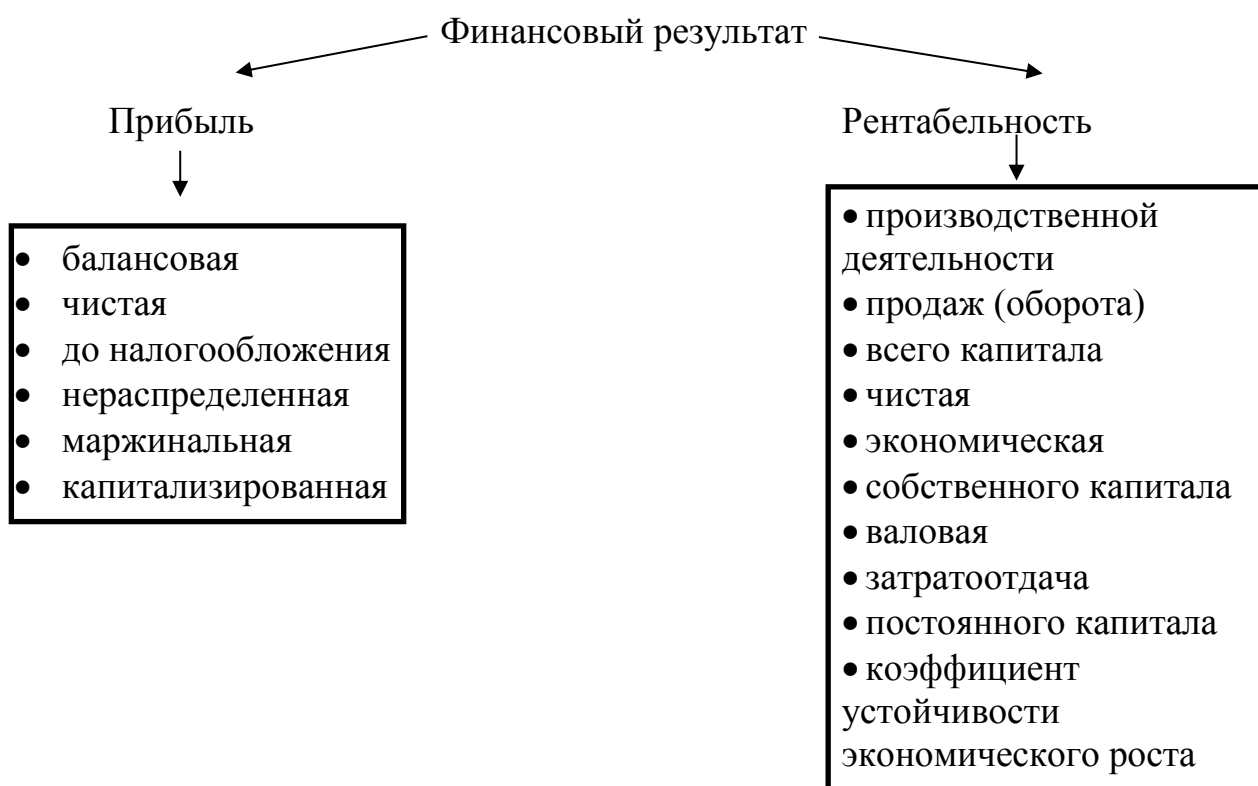 Финансовый результат
Прибыль
Рентабельность
• балансовая
• чистая
• до налогообложения
• нераспределенная
• маржинальная
• капитализированная
• производственной
деятельности
• продаж (оборота)
• всего капитала
• чистая
• экономическая
• собственного капитала
• валовая
• затратоотдача
• постоянного капитала
• коэффициент
устойчивости
экономического роста